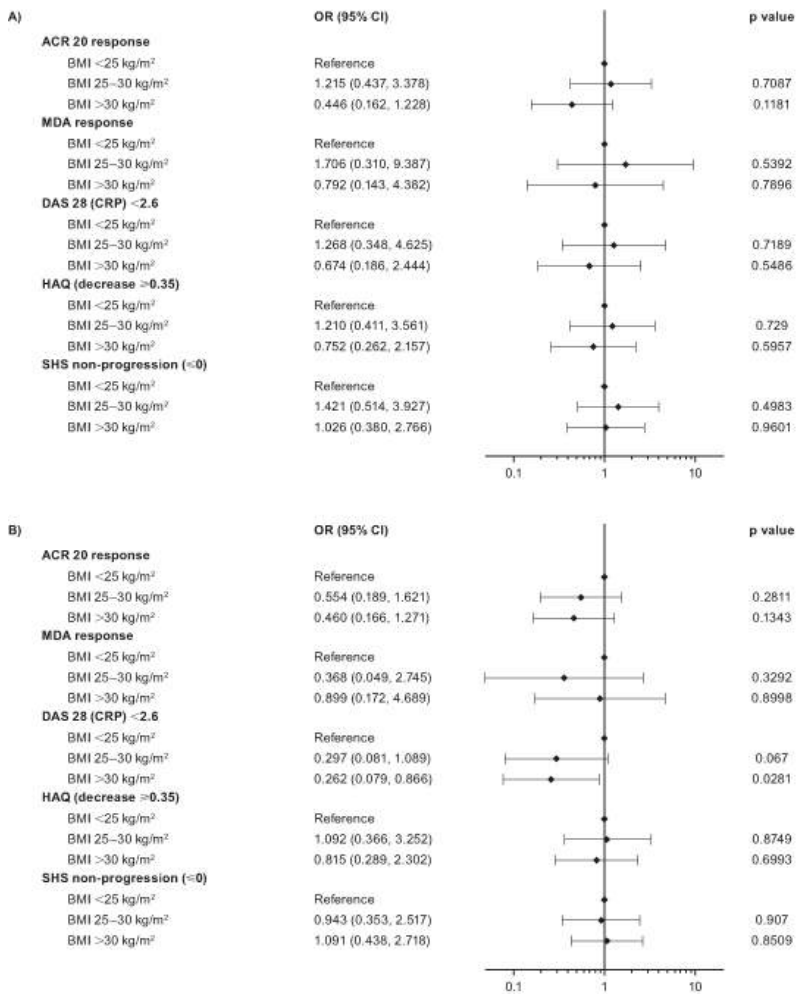 A) OR (95% CI) p value
ACR 20 response
BMI <25 kg/m² Reference
BMI 25–30 kg/m² 1.215 (0.437, 3.378) 0.7087
BMI >30 kg/m² 0.446 (0.162, 1.228) 0.1181
MDA response
BMI <25 kg/m² Reference
BMI 25–30 kg/m² 1.706 (0.310, 9.387) 0.5392
BMI >30 kg/m² 0.792 (0.143, 4.382) 0.7896
DAS 28 (CRP) <2.6
BMI <25 kg/m² Reference
BMI 25–30 kg/m² 1.268 (0.348, 4.625) 0.7189
BMI >30 kg/m² 0.674 (0.186, 2.444) 0.5486
HAQ (decrease ⩾0.35)
BMI <25 kg/m² Reference
BMI 25–30 kg/m² 1.210 (0.411, 3.561) 0.729
BMI >30 kg/m² 0.752 (0.262, 2.157) 0.5957
SHS non-progression (⩽0)
BMI <25 kg/m² Reference
BMI 25–30 kg/m² 1.421 (0.514, 3.927) 0.4983
BMI >30 kg/m² 1.026 (0.380, 2.766) 0.9601
0.1 1 10
B) OR (95% CI) p value
ACR 20 response
BMI <25 kg/m² Reference
BMI 25–30 kg/m² 0.554 (0.189, 1.621) 0.2811
BMI >30 kg/m² 0.460 (0.166, 1.271) 0.1343
MDA response
BMI <25 kg/m² Reference
BMI 25–30 kg/m² 0.368 (0.049, 2.745) 0.3292
BMI >30 kg/m² 0.899 (0.172, 4.689) 0.8998
DAS 28 (CRP) <2.6
BMI <25 kg/m² Reference
BMI 25–30 kg/m² 0.297 (0.081, 1.089) 0.067
BMI >30 kg/m² 0.262 (0.079, 0.866) 0.0281
HAQ (decrease ⩾0.35)
BMI <25 kg/m² Reference
BMI 25–30 kg/m² 1.092 (0.366, 3.252) 0.8749
BMI >30 kg/m² 0.815 (0.289, 2.302) 0.6993
SHS non-progression (⩽0)
BMI <25 kg/m² Reference
BMI 25–30 kg/m² 0.943 (0.353, 2.517) 0.907
BMI >30 kg/m² 1.091 (0.438, 2.718) 0.8509
0.1 1 10